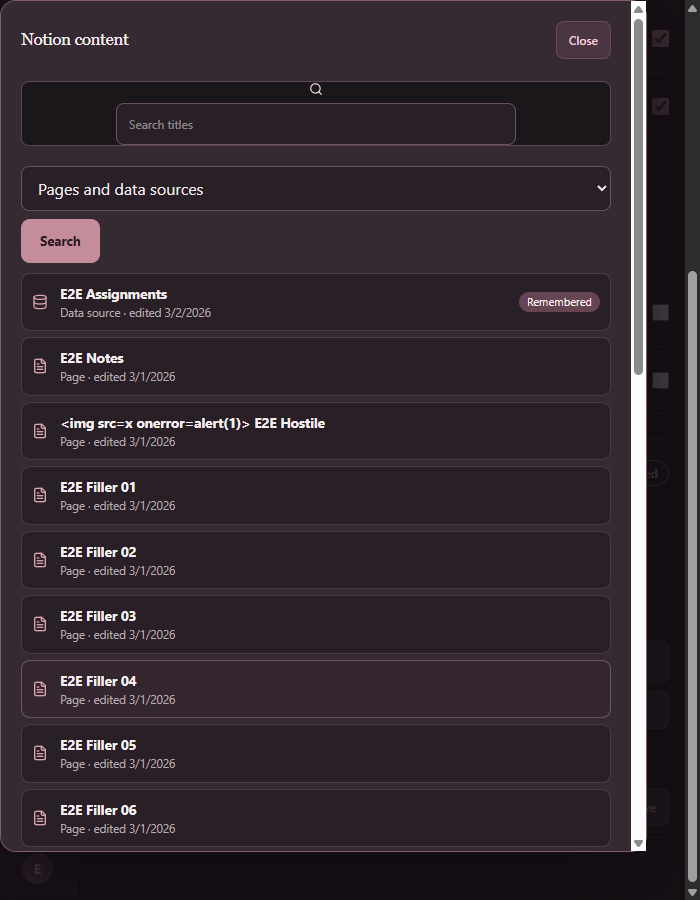 Notion content
Close
Search titles
Pages and data sources
Search
E2E Assignments
Data source · edited 3/2/2026
Remembered
E2E Notes
Page · edited 3/1/2026
<img src=x onerror=alert(1)> E2E Hostile
Page · edited 3/1/2026
E2E Filler 01
Page · edited 3/1/2026
E2E Filler 02
Page · edited 3/1/2026
E2E Filler 03
Page · edited 3/1/2026
E2E Filler 04
Page · edited 3/1/2026
E2E Filler 05
Page · edited 3/1/2026
E2E Filler 06
Page · edited 3/1/2026
E